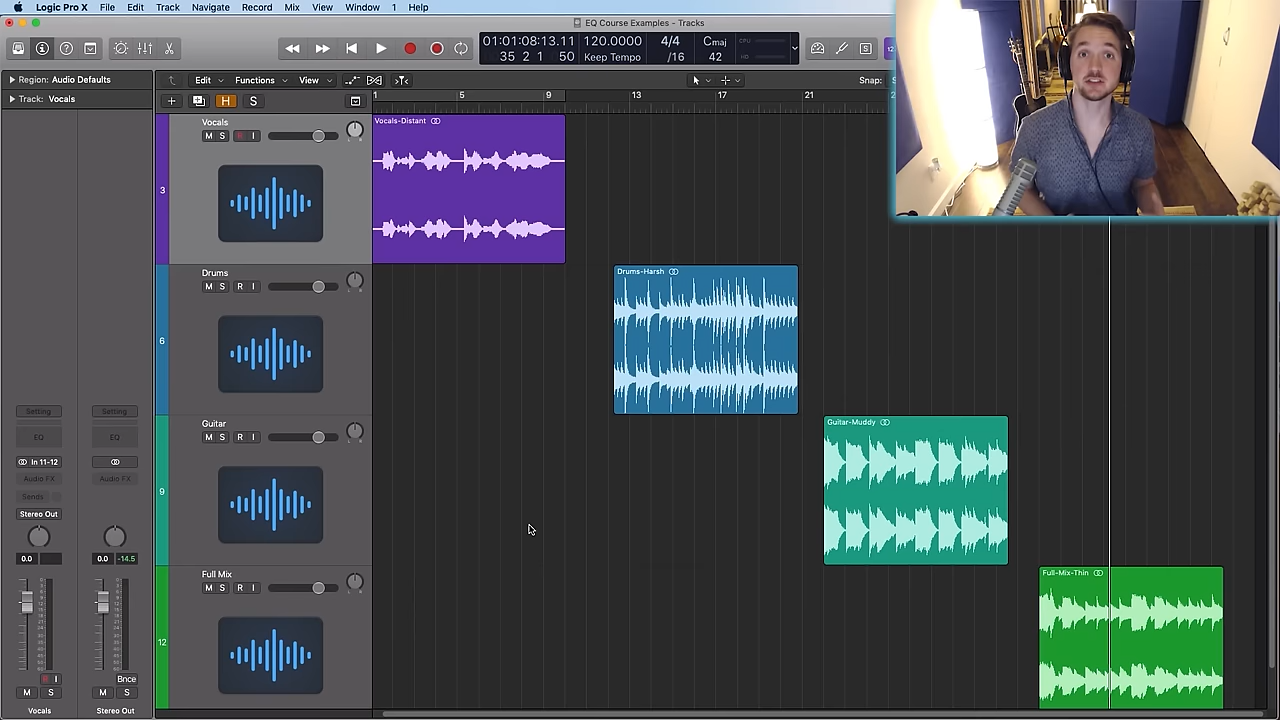 Logic Pro X File Edit Track Navigate Record Mix View Window 1 Help
EQ Course Examples - Tracks
01:01:08:13.11 120.0000 4/4 Cmaj CPU
35 2 1 50 Keep Tempo /16 42 HD
Region: Audio Defaults Edit Functions View Snap:
Track: Vocals H S 1 5 9 13 17 21
Vocals Vocals-Distant
M S R I
3
Drums Drums-Harsh
M S R I
6
Guitar Guitar-Muddy
M S R I
9
Full Mix Full-Mix-Thin
M S R I
12
Setting Setting
EQ EQ
In 11-12
Audio FX Audio FX
Sends
Stereo Out
0.0 0.0 -14.5
R I Bnce
M S M S
Vocals Stereo Out